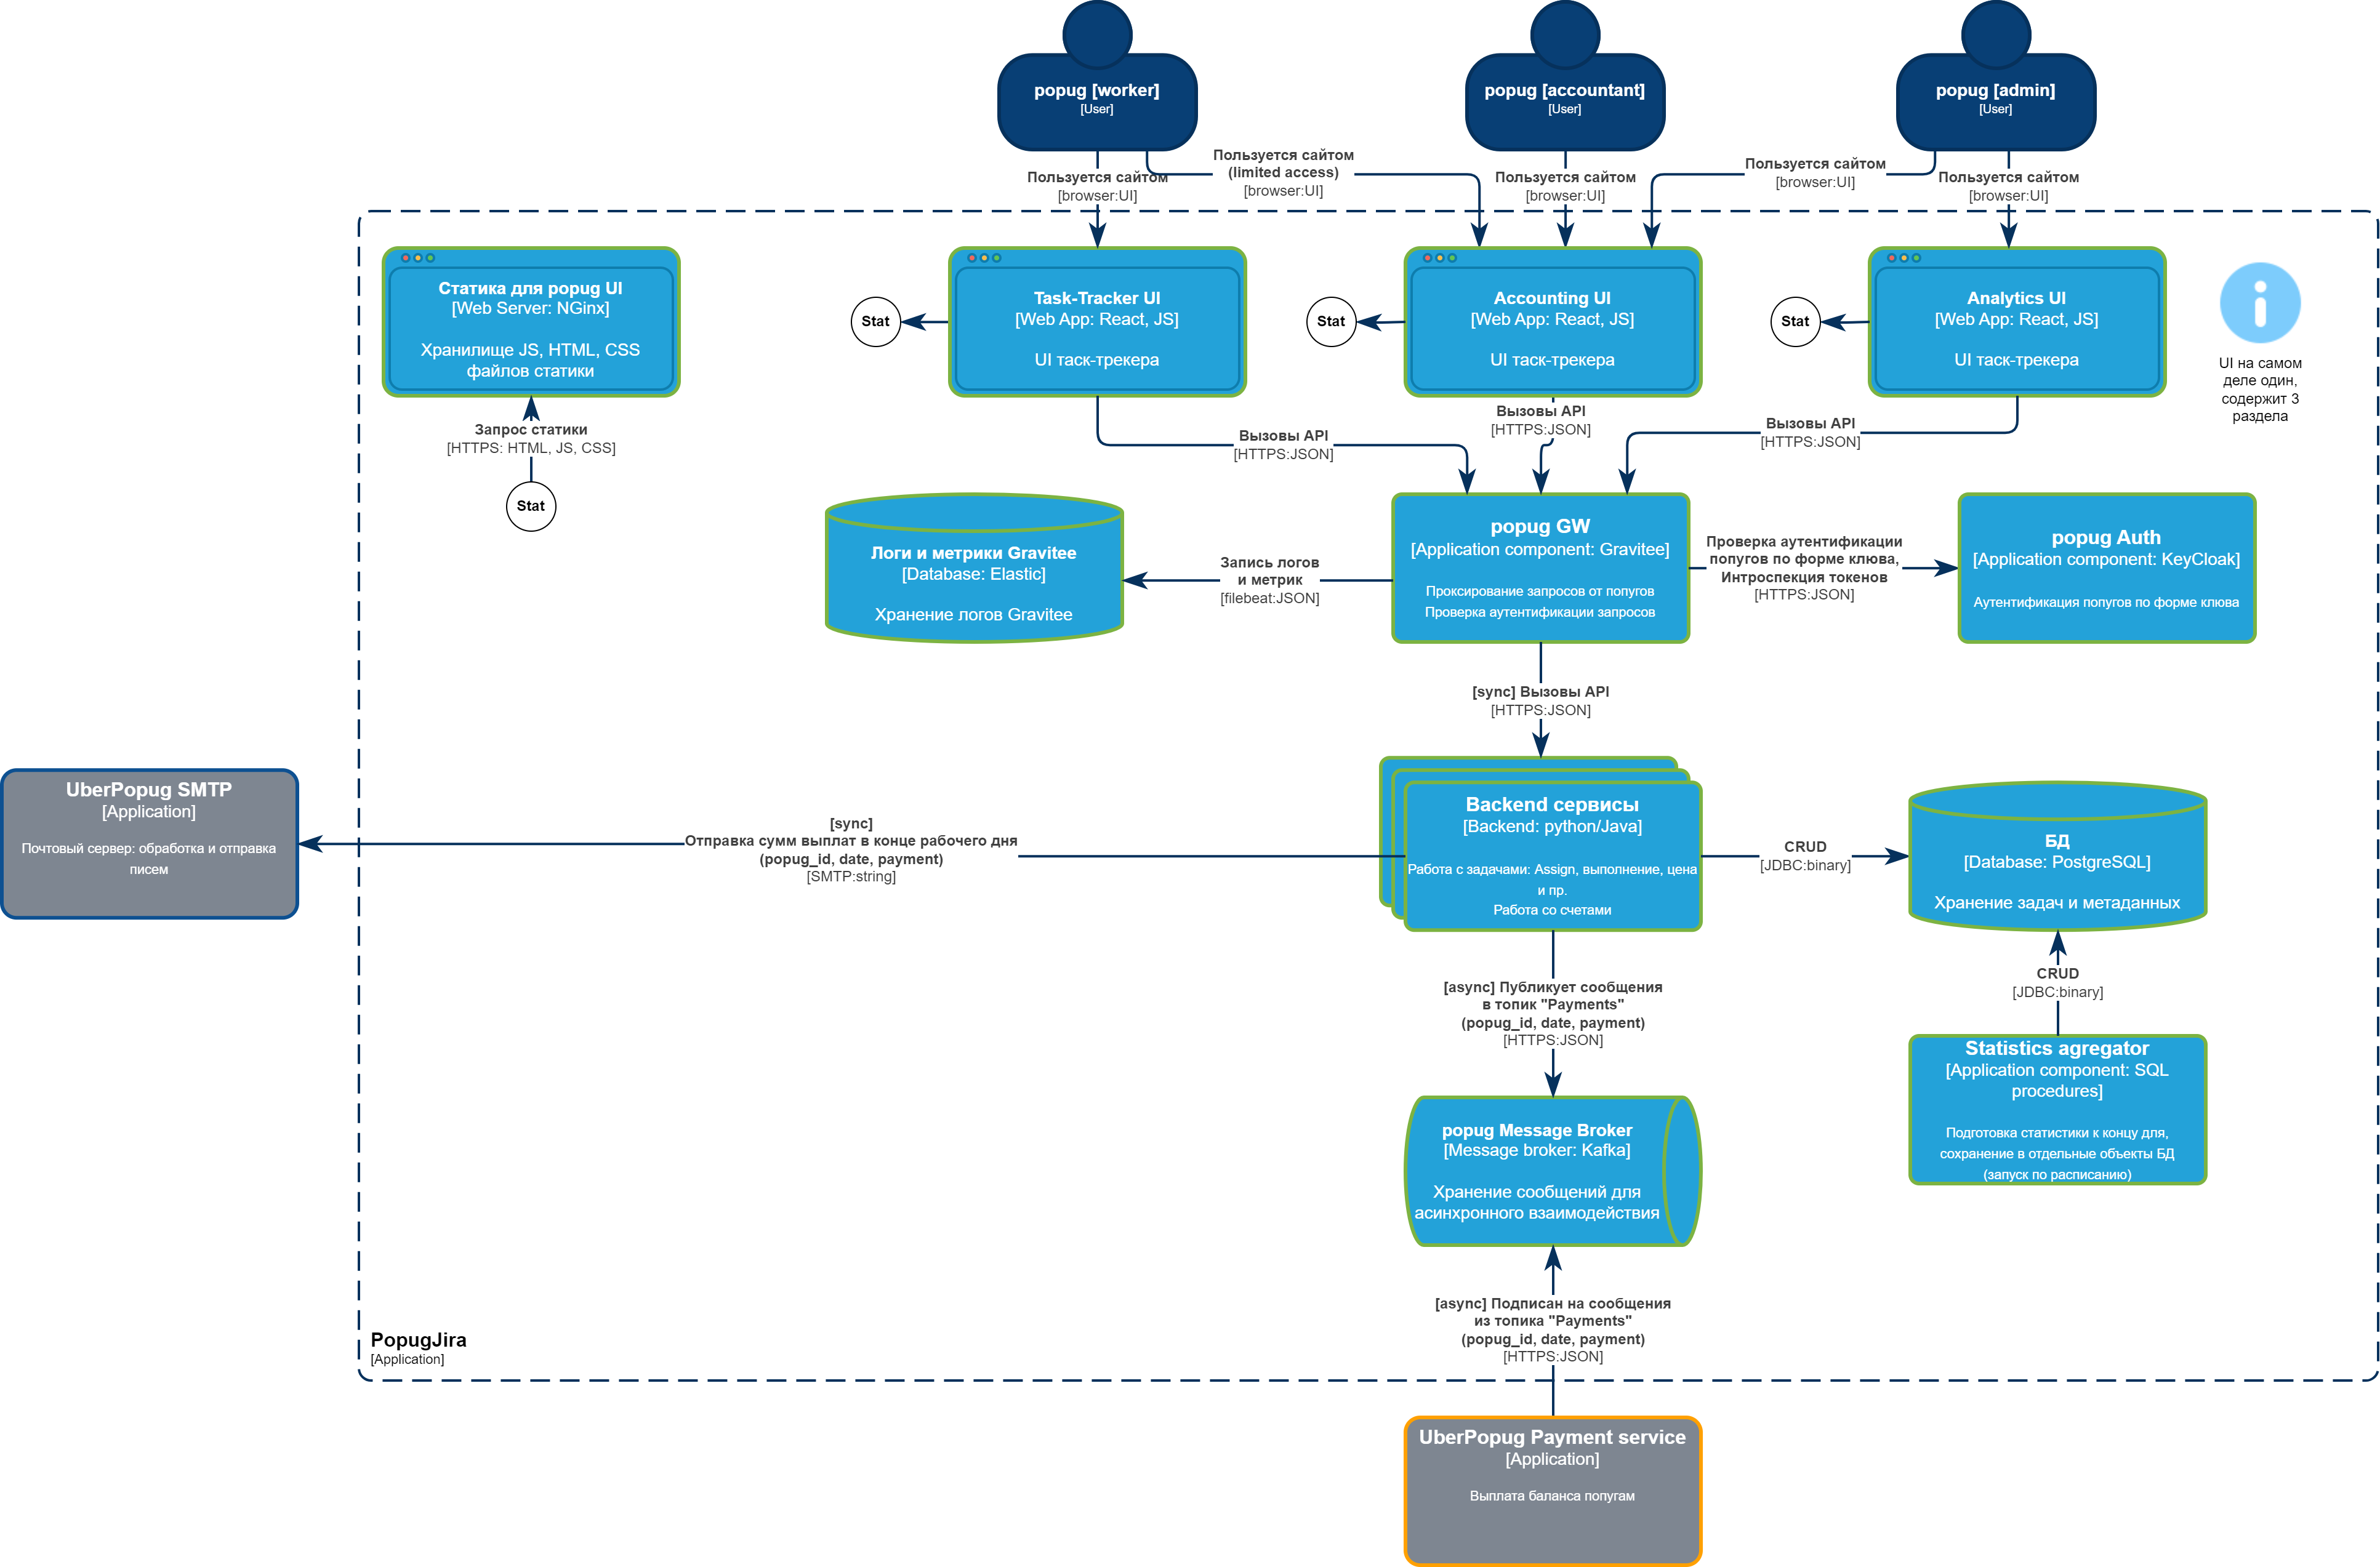 popug [worker]
[User]
popug [accountant]
[User]
popug [admin]
[User]
Пользуется сайтом
[browser:UI]
Пользуется сайтом
(limited access)
[browser:UI]
Пользуется сайтом
[browser:UI]
Пользуется сайтом
[browser:UI]
Пользуется сайтом
[browser:UI]
Статика для popug UI
[Web Server: NGinx]
Хранилище JS, HTML, CSS
файлов статики
Stat
Task-Tracker UI
[Web App: React, JS]
UI таск-трекера
Stat
Accounting UI
[Web App: React, JS]
UI таск-трекера
Stat
Analytics UI
[Web App: React, JS]
UI таск-трекера
UI на самом
деле один,
содержит 3
раздела
Запрос статики
[HTTPS: HTML, JS, CSS]
Stat
Вызовы API
[HTTPS:JSON]
Вызовы API
[HTTPS:JSON]
Вызовы API
[HTTPS:JSON]
Логи и метрики Gravitee
[Database: Elastic]
Хранение логов Gravitee
Запись логов
и метрик
[filebeat:JSON]
popug GW
[Application component: Gravitee]
Проксирование запросов от попугов
Проверка аутентификации запросов
Проверка аутентификации
попугов по форме клюва,
Интроспекция токенов
[HTTPS:JSON]
popug Auth
[Application component: KeyCloak]
Аутентификация попугов по форме клюва
[sync] Вызовы API
[HTTPS:JSON]
UberPopug SMTP
[Application]
Почтовый сервер: обработка и отправка
писем
[sync]
Отправка сумм выплат в конце рабочего дня
(popug_id, date, payment)
[SMTP:string]
Backend сервисы
[Backend: python/Java]
Работа с задачами: Assign, выполнение, цена
и пр.
Работа со счетами
CRUD
[JDBC:binary]
БД
[Database: PostgreSQL]
Хранение задач и метаданных
CRUD
[JDBC:binary]
Statistics agregator
[Application component: SQL
procedures]
Подготовка статистики к концу для,
сохранение в отдельные объекты БД
(запуск по расписанию)
[async] Публикует сообщения
в топик "Payments"
(popug_id, date, payment)
[HTTPS:JSON]
popug Message Broker
[Message broker: Kafka]
Хранение сообщений для
асинхронного взаимодействия
[async] Подписан на сообщения
из топика "Payments"
(popug_id, date, payment)
[HTTPS:JSON]
PopugJira
[Application]
UberPopug Payment service
[Application]
Выплата баланса попугам